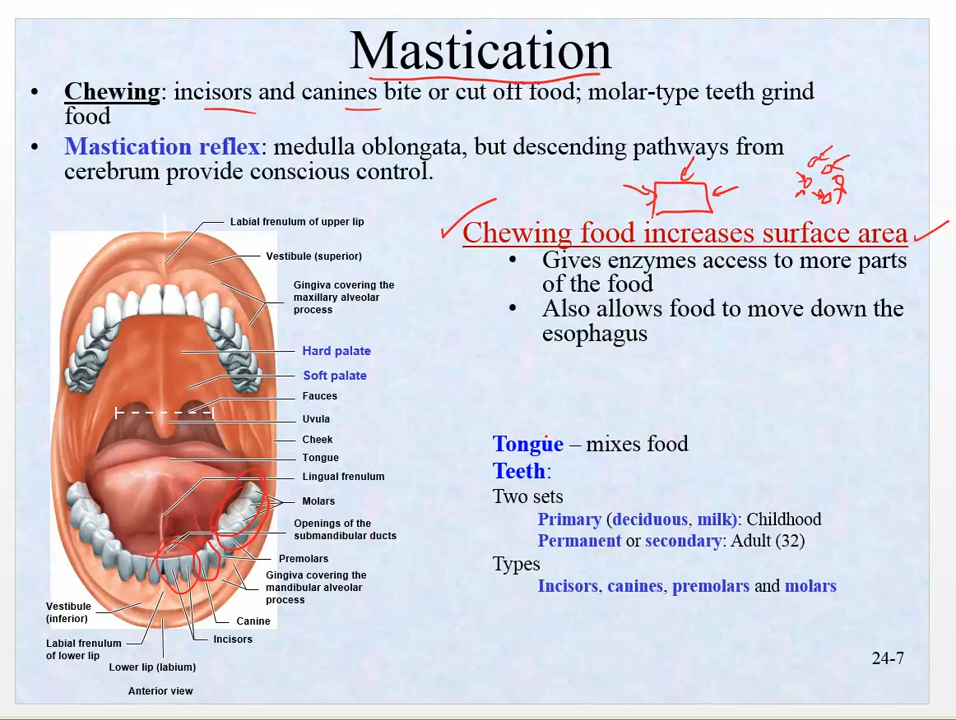 Mastication
• Chewing: incisors and canines bite or cut off food; molar-type teeth grind
food
• Mastication reflex: medulla oblongata, but descending pathways from
cerebrum provide conscious control.
Chewing food increases surface area
• Gives enzymes access to more parts
of the food
• Also allows food to move down the
esophagus
Labial frenulum of upper lip
Vestibule (superior)
Gingiva covering the
maxillary alveolar
process
Hard palate
Soft palate
Fauces
Uvula
Cheek
Tongue
Lingual frenulum
Molars
Openings of the
submandibular ducts
Premolars
Gingiva covering the
mandibular alveolar
process
Canine
Incisors
Vestibule
(inferior)
Labial frenulum
of lower lip
Lower lip (labium)
Anterior view
Tongue – mixes food
Teeth:
Two sets
Primary (deciduous, milk): Childhood
Permanent or secondary: Adult (32)
Types
Incisors, canines, premolars and molars
24-7